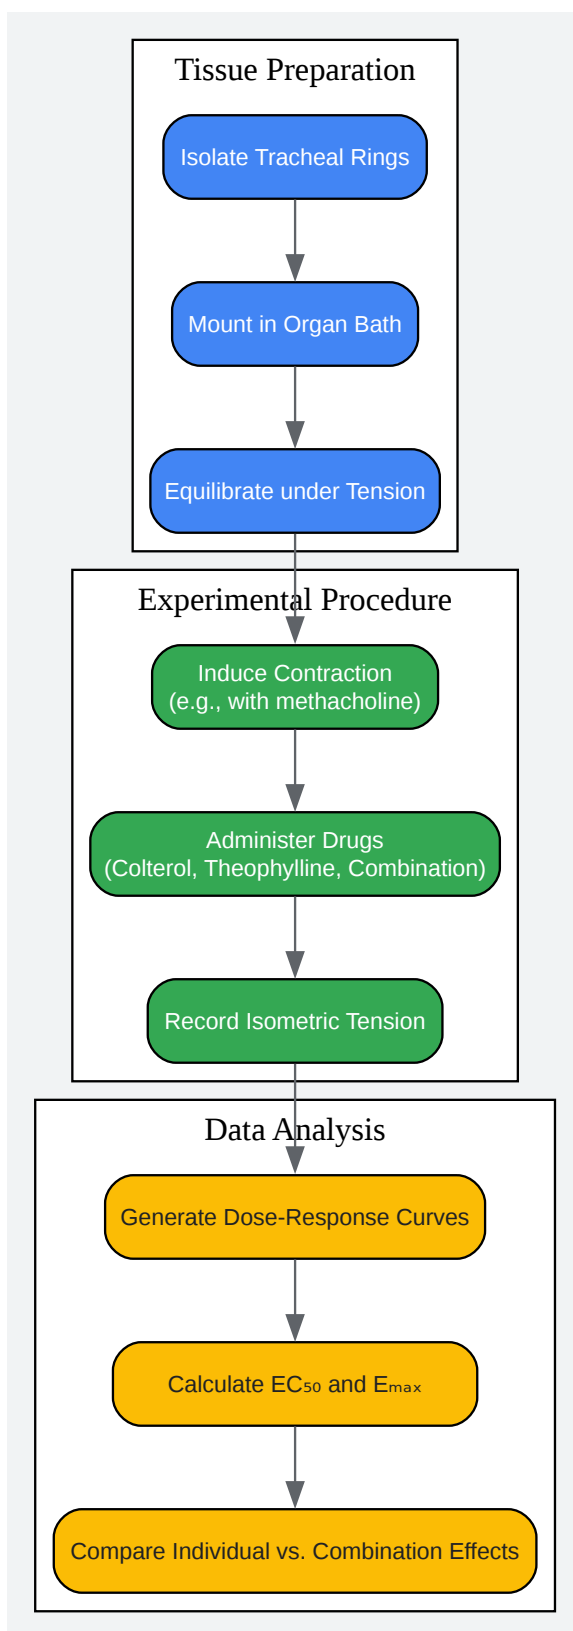 Tissue Preparation
Isolate Tracheal Rings
Mount in Organ Bath
Equilibrate under Tension
Experimental Procedure
Induce Contraction
(e.g., with methacholine)
Administer Drugs
(Colterol, Theophylline, Combination)
Record Isometric Tension
Data Analysis
Generate Dose-Response Curves
Calculate EC₅₀ and Eₘₐₓ
Compare Individual vs. Combination Effects